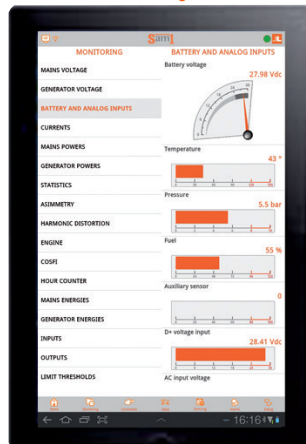 Sam1
MONITORING
MAINS VOLTAGE
GENERATOR VOLTAGE
BATTERY AND ANALOG INPUTS
CURRENTS
MAINS POWERS
GENERATOR POWERS
STATISTICS
ASIMMETRY
HARMONIC DISTORTION
ENGINE
COSFI
HOUR COUNTER
MAINS ENERGIES
GENERATOR ENERGIES
INPUTS
OUTPUTS
LIMIT THRESHOLDS
BATTERY AND ANALOG INPUTS
Battery voltage
27.98 Vdc
Temperature
43 °
Pressure
5.5 bar
Fuel
55 %
Auxiliary sensor
0
D+ voltage input
28.41 Vdc
AC input voltage
16:16